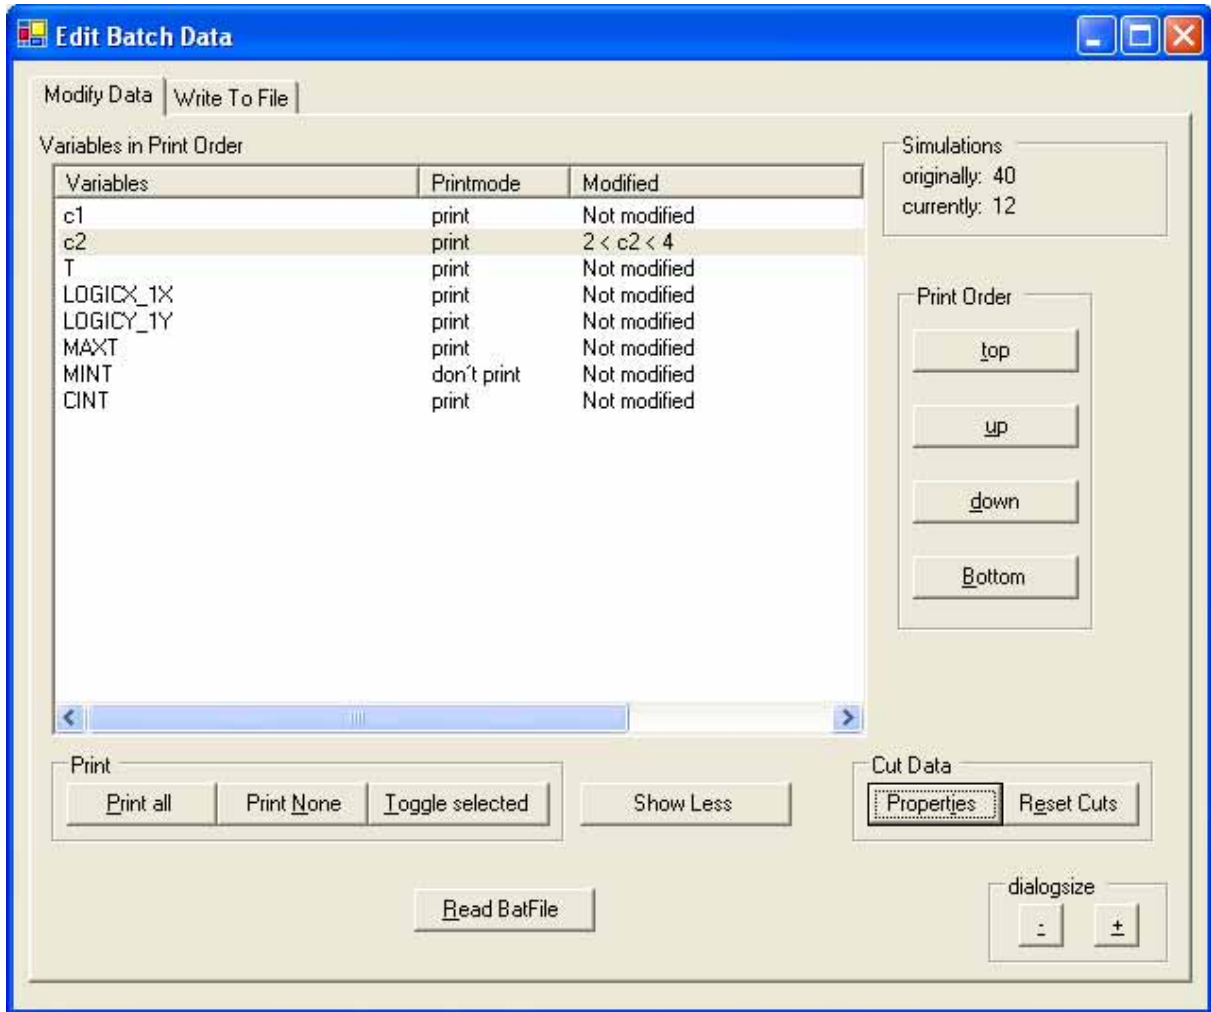 Edit Batch Data
Modify Data Write To File
Variables in Print Order
Variables Printmode Modified
c1 print Not modified
c2 print 2 < c2 < 4
T print Not modified
LOGICX_1X print Not modified
LOGICY_1Y print Not modified
MAXT print Not modified
MINT don´t print Not modified
CINT print Not modified
Simulations
originally: 40
currently: 12
Print Order
top
up
down
Bottom
Print
Print all Print None Toggle selected
Show Less
Cut Data
Properties Reset Cuts
Read BatFile
dialogsize
- +